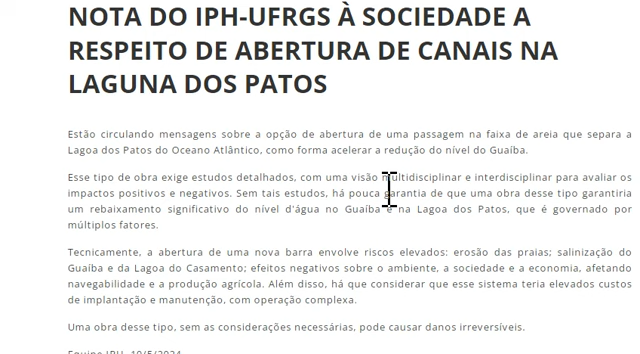 NOTA DO IPH-UFRGS À SOCIEDADE A
RESPEITO DE ABERTURA DE CANAIS NA
LAGUNA DOS PATOS
Estão circulando mensagens sobre a opção de abertura de uma passagem na faixa de areia que separa a
Lagoa dos Patos do Oceano Atlântico, como forma acelerar a redução do nível do Guaíba.
Esse tipo de obra exige estudos detalhados, com uma visão multidisciplinar e interdisciplinar para avaliar os
impactos positivos e negativos. Sem tais estudos, há pouca garantia de que uma obra desse tipo garantiria
um rebaixamento significativo do nível d'água no Guaíba e na Lagoa dos Patos, que é governado por
múltiplos fatores.
Tecnicamente, a abertura de uma nova barra envolve riscos elevados: erosão das praias; salinização do
Guaíba e da Lagoa do Casamento; efeitos negativos sobre o ambiente, a sociedade e a economia, afetando
navegabilidade e a produção agrícola. Além disso, há que considerar que esse sistema teria elevados custos
de implantação e manutenção, com operação complexa.
Uma obra desse tipo, sem as considerações necessárias, pode causar danos irreversíveis.
Equipe IPH, 10/5/2024